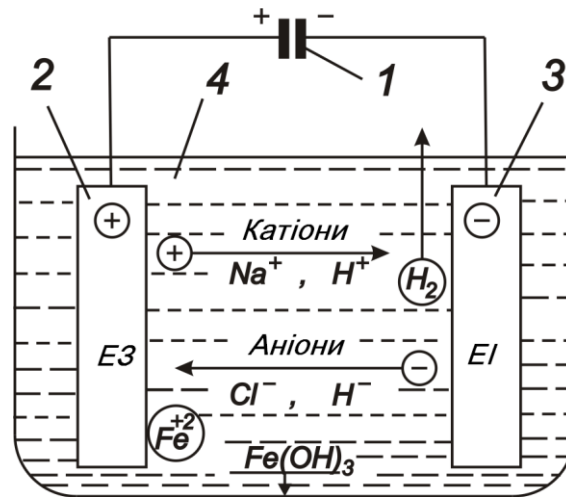 + −
1
2
4
3
+
−
+
Катіони
Na⁺ , H⁺
H₂
ЕЗ
Аніони
−
ЕІ
Cl⁻ , H⁻
Fe⁺²
Fe(OH)₃